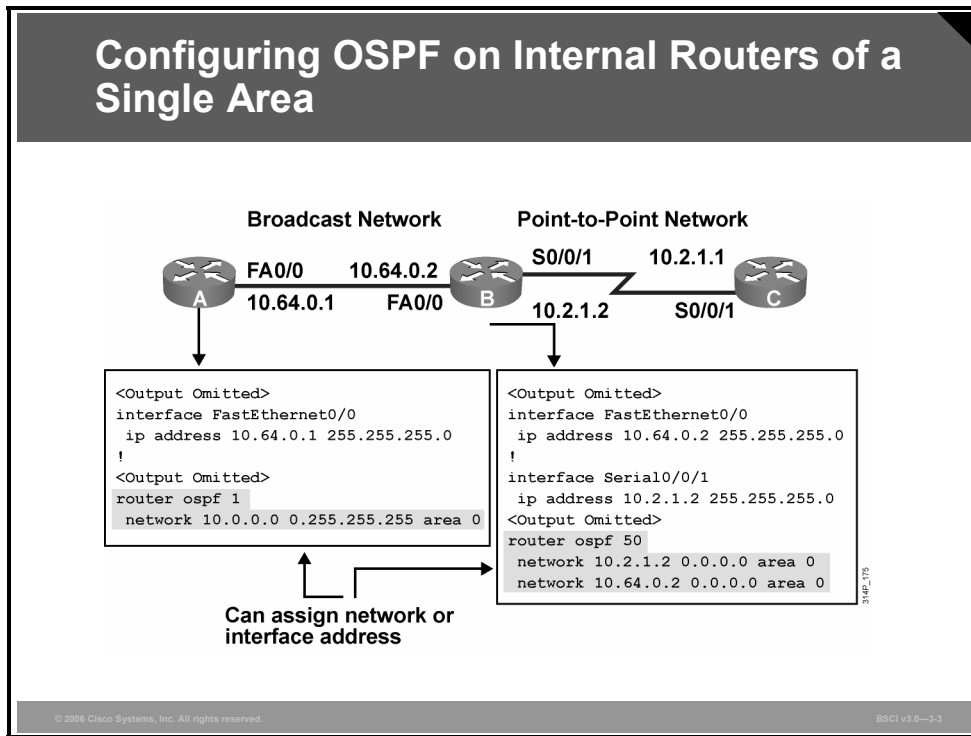 Configuring OSPF on Internal Routers of a
Single Area
Broadcast Network
Point-to-Point Network
FA0/0
10.64.0.2
S0/0/1
10.2.1.1
A
B
C
10.64.0.1
FA0/0
10.2.1.2
S0/0/1
<Output Omitted>
interface FastEthernet0/0
ip address 10.64.0.1 255.255.255.0
!
<Output Omitted>
router ospf 1
network 10.0.0.0 0.255.255.255 area 0
<Output Omitted>
interface FastEthernet0/0
ip address 10.64.0.2 255.255.255.0
!
interface Serial0/0/1
ip address 10.2.1.2 255.255.255.0
<Output Omitted>
router ospf 50
network 10.2.1.2 0.0.0.0 area 0
network 10.64.0.2 0.0.0.0 area 0
314P_175
Can assign network or
interface address
© 2006 Cisco Systems, Inc. All rights reserved.
BSCI v3.0—3-3